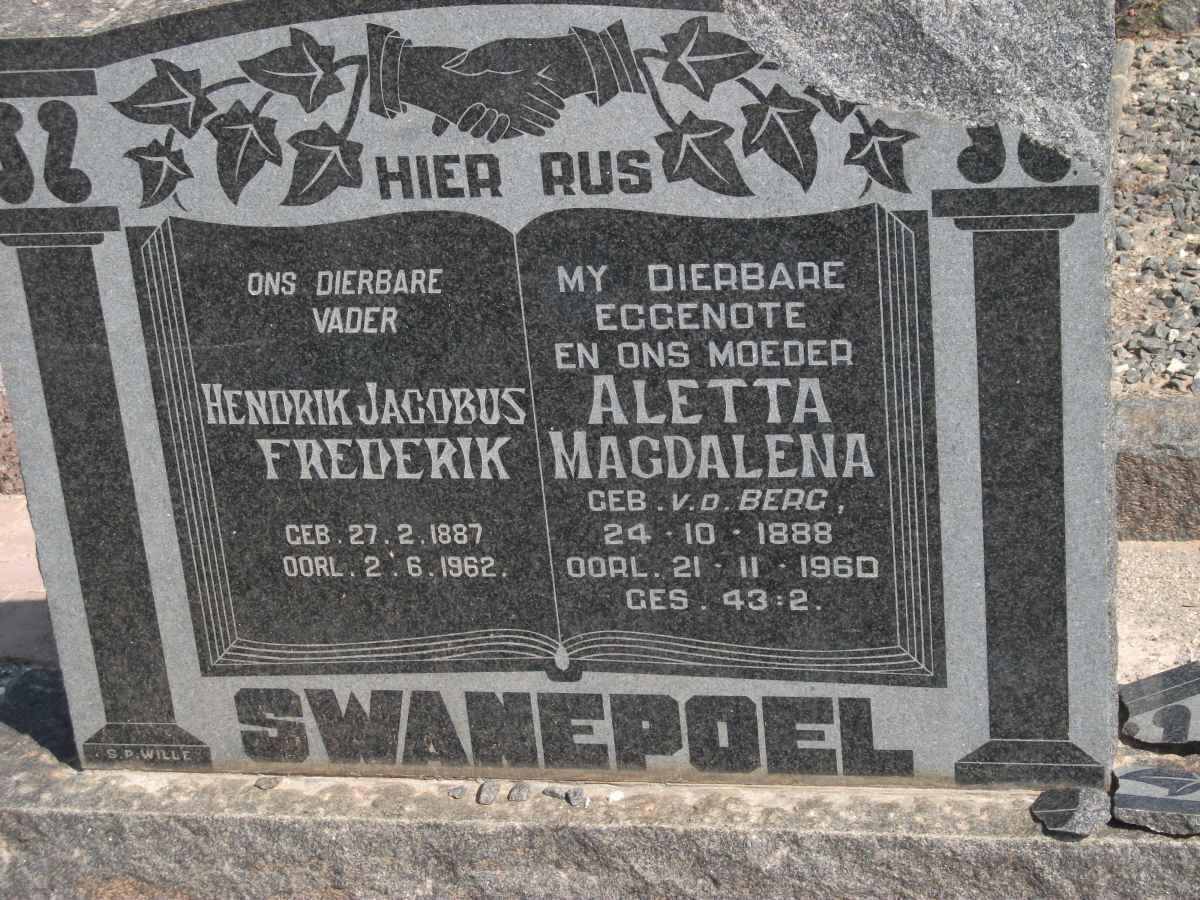 HIER RUS
ONS DIERBARE
VADER
HENDRIK JACOBUS
FREDERIK
GEB. 27. 2. 1887
OORL. 2. 6. 1962.
MY DIERBARE
EGGENOTE
EN ONS MOEDER
ALETTA
MAGDALENA
GEB. V.D. BERG,
24 · 10 · 1888
OORL. 21 · 11 · 1960
GES. 43:2.
SWANEPOEL
S.P. WILLE